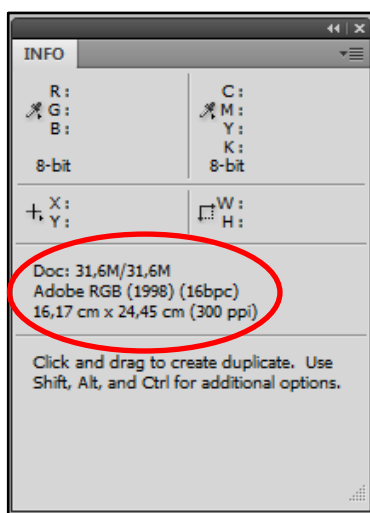 INFO
R:
G:
B:
8-bit
C:
M:
Y:
K:
8-bit
X:
Y:
W:
H:
Doc: 31,6M/31,6M
Adobe RGB (1998) (16bpc)
16,17 cm x 24,45 cm (300 ppi)
Click and drag to create duplicate. Use
Shift, Alt, and Ctrl for additional options.